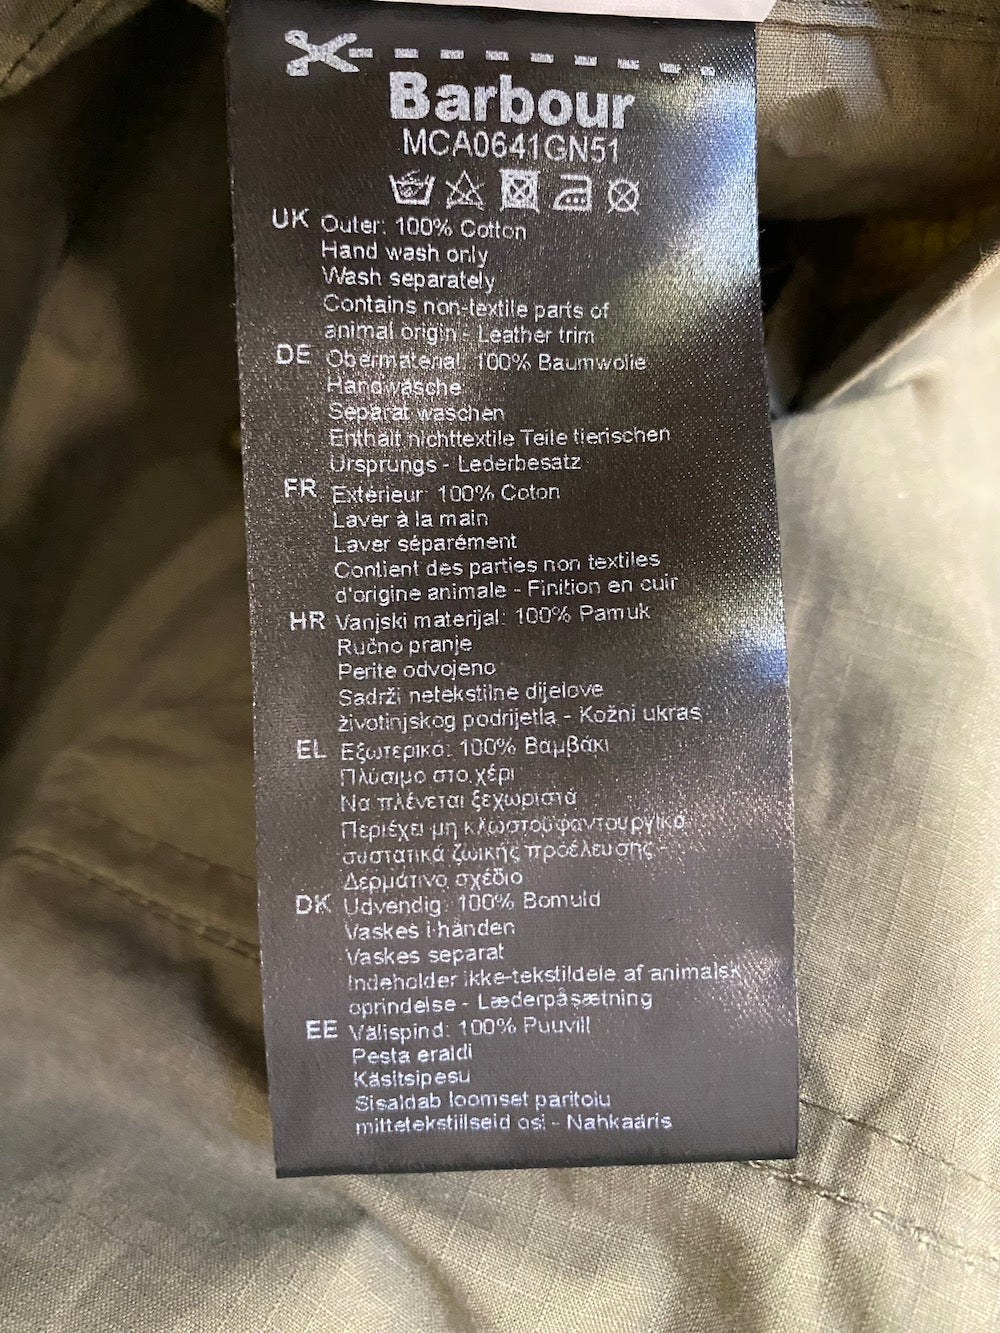 Barbour
MCA0641GN51
UK Outer: 100% Cotton
Hand wash only
Wash separately
Contains non-textile parts of
animal origin - Leather trim
DE Obermaterial: 100% Baumwolle
Handwäsche
Separat waschen
Enthält nichttextile Teile tierischen
Ursprungs - Lederbesatz
FR Extérieur: 100% Coton
Laver à la main
Laver séparément
Contient des parties non textiles
d'origine animale - Finition en cuir
HR Vanjski materijal: 100% Pamuk
Ručno pranje
Perite odvojeno
Sadrži netekstilne dijelove
životinjskog podrijetla - Kožni ukras
EL Εξωτερικό: 100% Βαμβάκι
Πλύσιμο στο χέρι
Να πλένεται ξεχωριστά
Περιέχει μη κλωστοϋφαντουργικά
συστατικά ζωικής προέλευσης -
Δερμάτινο σχέδιο
DK Udvendig: 100% Bomuld
Vaskes i hånden
Vaskes separat
Indeholder ikke-tekstildele af animalsk
oprindelse - Læderpåsætning
EE Välispind: 100% Puuvill
Pesta eraldi
Käsitsipesu
Sisaldab loomset päritolu
mittetekstiilseid osi - Nahkääris